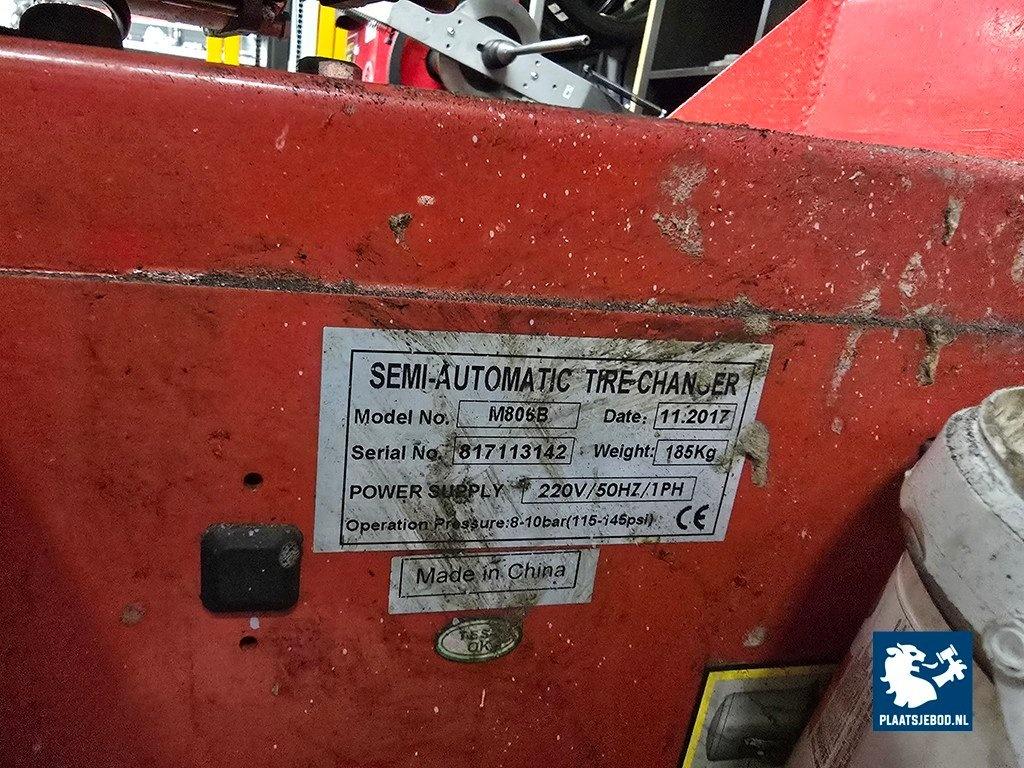 SEMI-AUTOMATIC TIRE CHANGER
Model No. M806B Date: 11.2017
Serial No. 817113142 Weight: 185Kg
POWER SUPPLY 220V/50HZ/1PH
Operation Pressure:8-10bar(115-145psi) CE
Made in China
TEST
OK
PLAATSJEBOD.NL